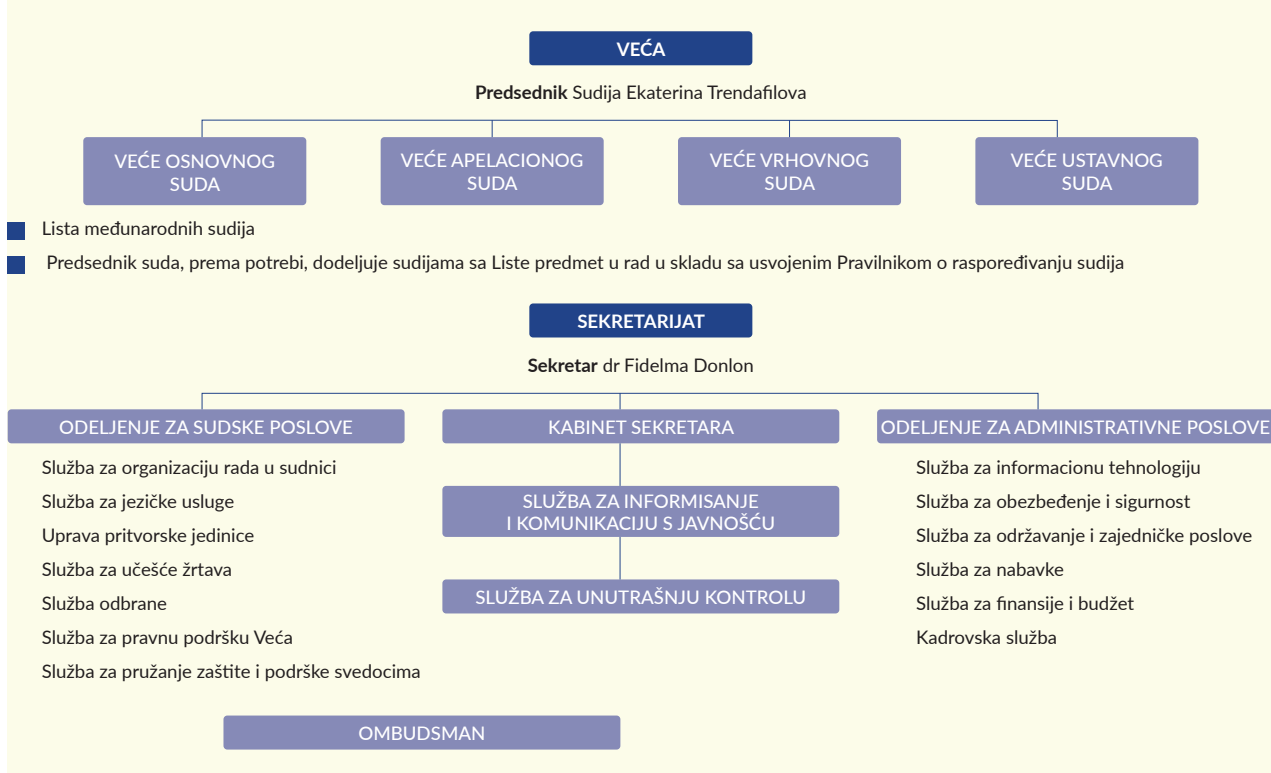 VEĆA
Predsednik Sudija Ekaterina Trendafilova
VEĆE OSNOVNOG
SUDA
VEĆE APELACIONOG
SUDA
VEĆE VRHOVNOG
SUDA
VEĆE USTAVNOG
SUDA
Lista međunarodnih sudija
Predsednik suda, prema potrebi, dodeljuje sudijama sa Liste predmet u rad u skladu sa usvojenim Pravilnikom o raspoređivanju sudija
SEKRETARIJAT
Sekretar dr Fidelma Donlon
ODELJENJE ZA SUDSKE POSLOVE
Služba za organizaciju rada u sudnici
Služba za jezičke usluge
Uprava pritvorske jedinice
Služba za učešće žrtava
Služba odbrane
Služba za pravnu podršku Veća
Služba za pružanje zaštite i podrške svedocima
KABINET SEKRETARA
SLUŽBA ZA INFORMISANJE
I KOMUNIKACIJU S JAVNOŠĆU
SLUŽBA ZA UNUTRAŠNJU KONTROLU
ODELJENJE ZA ADMINISTRATIVNE POSLOVE
Služba za informacionu tehnologiju
Služba za obezbeđenje i sigurnost
Služba za održavanje i zajedničke poslove
Služba za nabavke
Služba za finansije i budžet
Kadrovska služba
OMBUDSMAN